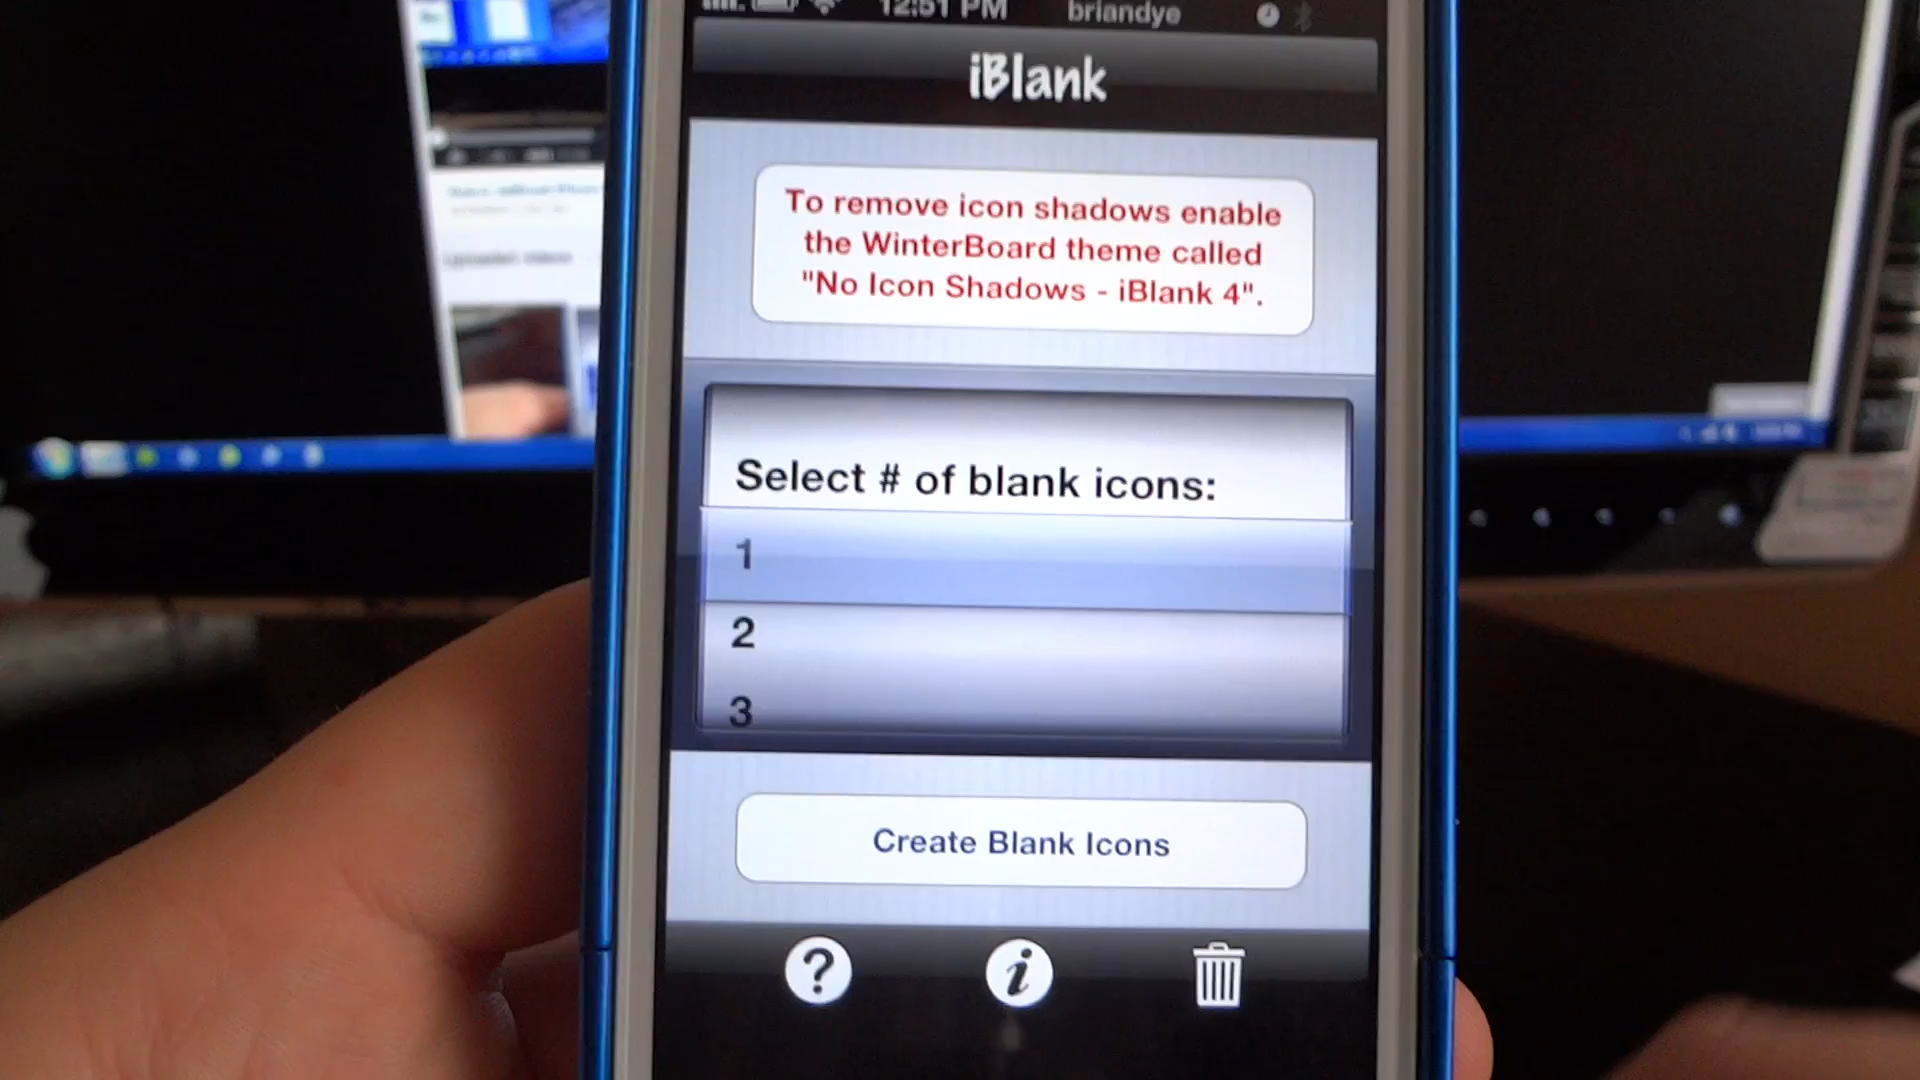 12:51 PM briandye
iBlank
To remove icon shadows enable
the WinterBoard theme called
"No Icon Shadows - iBlank 4".
Select # of blank icons:
1
2
3
Create Blank Icons
?
i